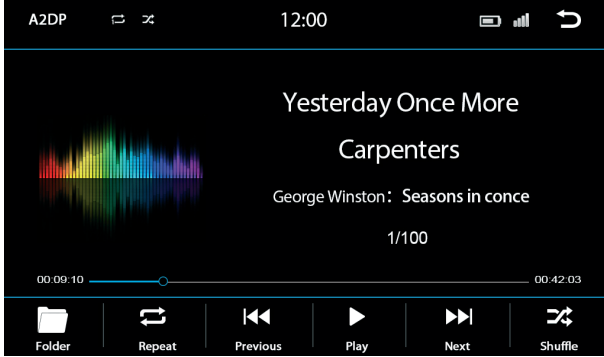 A2DP 12:00
Yesterday Once More
Carpenters
George Winston: Seasons in conce
1/100
00:09:10 00:42:03
Folder Repeat Previous Play Next Shuffle